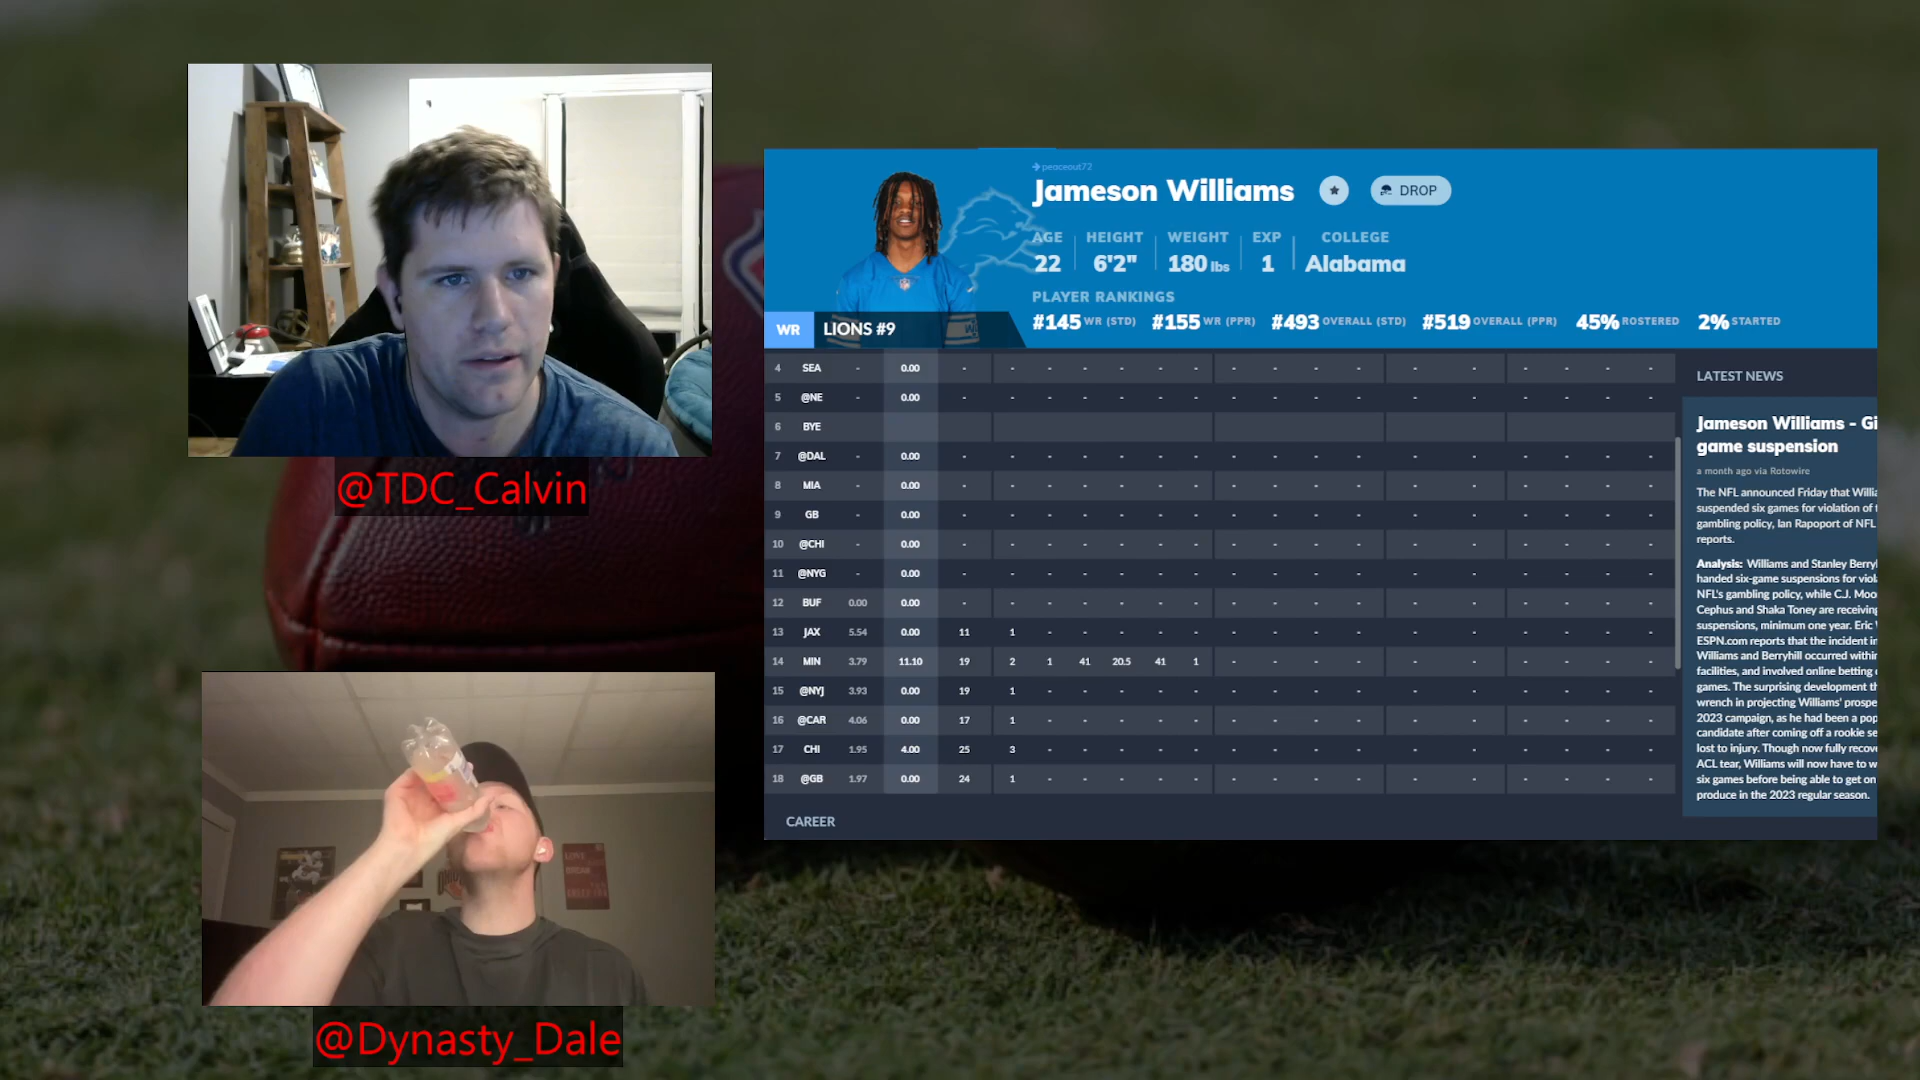 peaceout72
Jameson Williams
DROP
AGE HEIGHT WEIGHT EXP COLLEGE
22 6'2" 180 lbs 1 Alabama
PLAYER RANKINGS
#145 WR (STD) #155 WR (PPR) #493 OVERALL (STD) #519 OVERALL (PPR) 45% ROSTERED 2% STARTED
WR LIONS #9
4 SEA - 0.00 - - - - - - - - - - - - - - - - -
5 @NE - 0.00 - - - - - - - - - - - - - - - - -
6 BYE
7 @DAL - 0.00 - - - - - - - - - - - - - - - - -
8 MIA - 0.00 - - - - - - - - - - - - - - - - -
9 GB - 0.00 - - - - - - - - - - - - - - - - -
10 @CHI - 0.00 - - - - - - - - - - - - - - - - -
11 @NYG - 0.00 - - - - - - - - - - - - - - - - -
12 BUF 0.00 0.00 - - - - - - - - - - - - - - - - -
13 JAX 5.54 0.00 11 1 - - - - - - - - - - - - - - -
14 MIN 3.79 11.10 19 2 1 41 20.5 41 1 - - - - - - - - - -
15 @NYJ 3.93 0.00 19 1 - - - - - - - - - - - - - - -
16 @CAR 4.06 0.00 17 1 - - - - - - - - - - - - - - -
17 CHI 1.95 4.00 25 3 - - - - - - - - - - - - - - -
18 @GB 1.97 0.00 24 1 - - - - - - - - - - - - - - -
CAREER
LATEST NEWS
Jameson Williams - Gi
game suspension
a month ago via Rotowire
The NFL announced Friday that Willia
suspended six games for violation of t
gambling policy, Ian Rapoport of NFL
reports.
Analysis: Williams and Stanley Berryl
handed six-game suspensions for viol
NFL's gambling policy, while C.J. Moo
Cephus and Shaka Toney are receiving
suspensions, minimum one year. Eric
ESPN.com reports that the incident in
Williams and Berryhill occurred within
facilities, and involved online betting
games. The surprising development th
wrench in projecting Williams' prospe
2023 campaign, as he had been a pop
candidate after coming off a rookie se
lost to injury. Though now fully recove
ACL tear, Williams will now have to w
six games before being able to get on
produce in the 2023 regular season.
@TDC_Calvin
@Dynasty_Dale